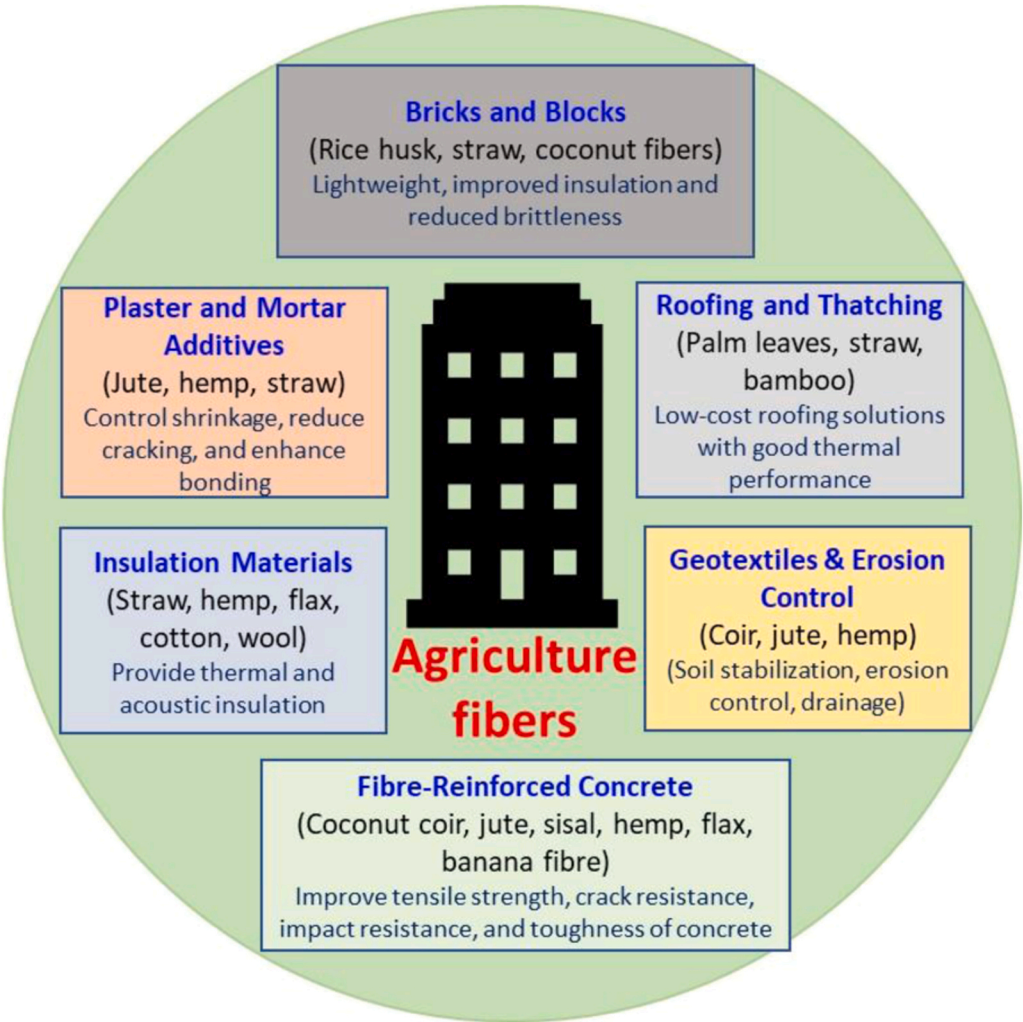 Bricks and Blocks
(Rice husk, straw, coconut fibers)
Lightweight, improved insulation and
reduced brittleness
Plaster and Mortar
Additives
(Jute, hemp, straw)
Control shrinkage, reduce
cracking, and enhance
bonding
Roofing and Thatching
(Palm leaves, straw,
bamboo)
Low-cost roofing solutions
with good thermal
performance
Insulation Materials
(Straw, hemp, flax,
cotton, wool)
Provide thermal and
acoustic insulation
Agriculture
fibers
Geotextiles & Erosion
Control
(Coir, jute, hemp)
(Soil stabilization, erosion
control, drainage)
Fibre-Reinforced Concrete
(Coconut coir, jute, sisal, hemp, flax,
banana fibre)
Improve tensile strength, crack resistance,
impact resistance, and toughness of concrete